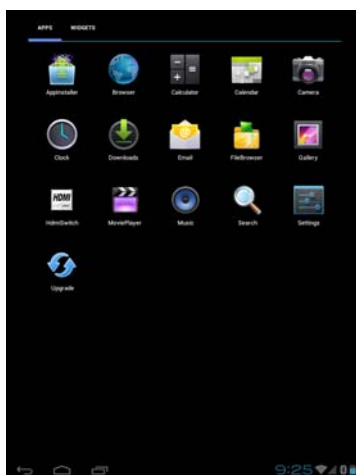 APPS WIDGETS
AppInstaller Browser Calculator Calendar Camera
Clock Downloads Email FileBrowser Gallery
HDMI
HdmiSwitch MoviePlayer Music Search Settings
Upgrade
9:25